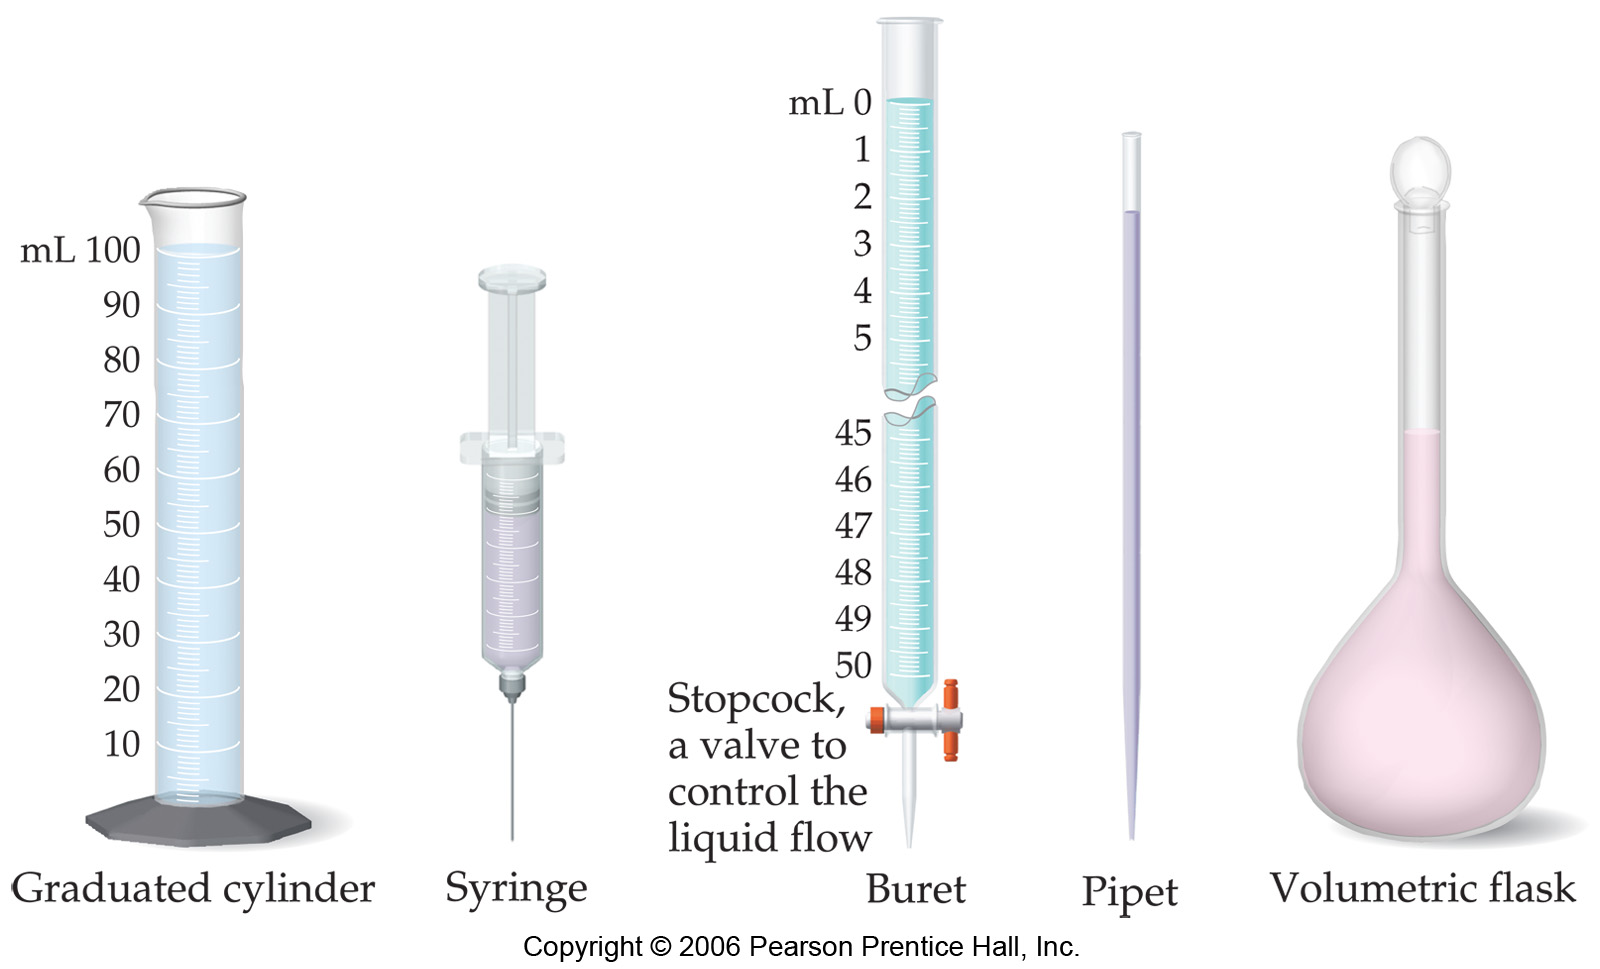 mL 100
90
80
70
60
50
40
30
20
10
Graduated cylinder
Syringe
mL 0
1
2
3
4
5
45
46
47
48
49
50
Stopcock,
a valve to
control the
liquid flow
Buret
Pipet
Volumetric flask
Copyright © 2006 Pearson Prentice Hall, Inc.